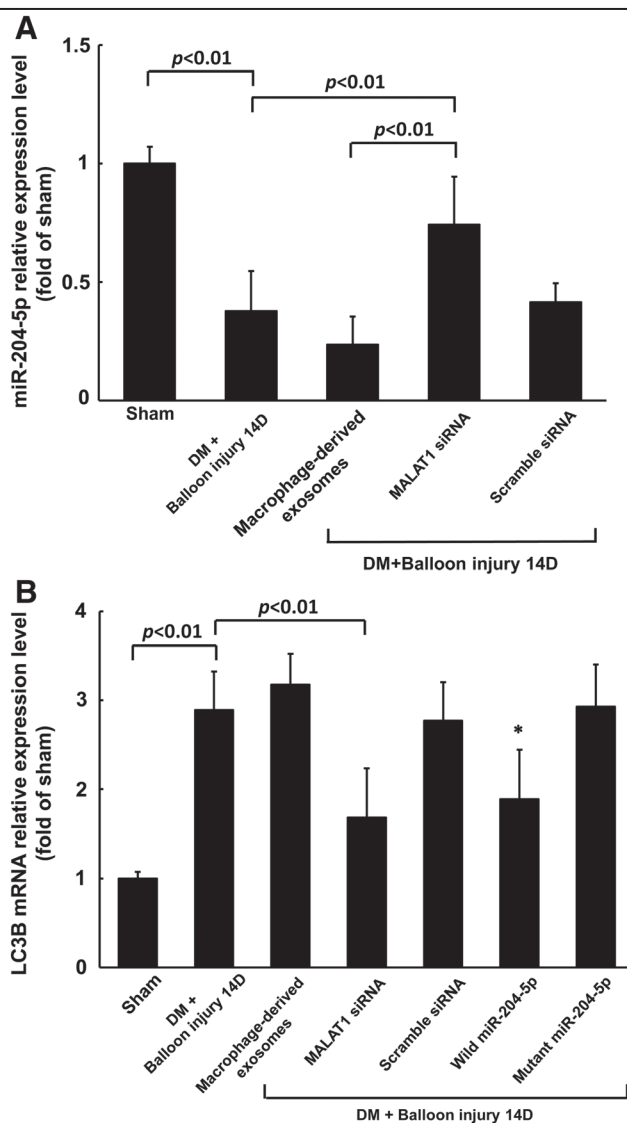 A
miR-204-5p relative expression level
(fold of sham)
1.5
1
0.5
0
p<0.01
p<0.01
p<0.01
Sham
DM +
Balloon injury 14D
Macrophage-derived
exosomes
MALAT1 siRNA
Scramble siRNA
DM+Balloon injury 14D
B
LC3B mRNA relative expression level
(fold of sham)
4
3
2
1
0
p<0.01
p<0.01
*
Sham
DM +
Balloon injury 14D
Macrophage-derived
exosomes
MALAT1 siRNA
Scramble siRNA
Wild miR-204-5p
Mutant miR-204-5p
DM + Balloon injury 14D